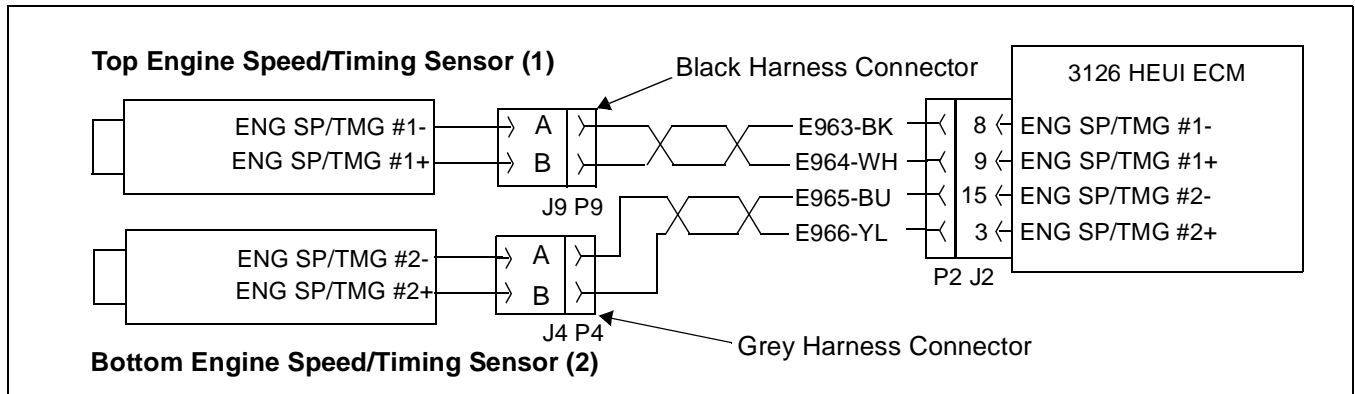 Top Engine Speed/Timing Sensor (1)
Black Harness Connector
3126 HEUI ECM
ENG SP/TMG #1-
A
E963-BK
8
ENG SP/TMG #1-
ENG SP/TMG #1+
B
E964-WH
9
ENG SP/TMG #1+
J9 P9
E965-BU
15
ENG SP/TMG #2-
E966-YL
3
ENG SP/TMG #2+
ENG SP/TMG #2-
A
ENG SP/TMG #2+
B
P2 J2
J4 P4
Grey Harness Connector
Bottom Engine Speed/Timing Sensor (2)